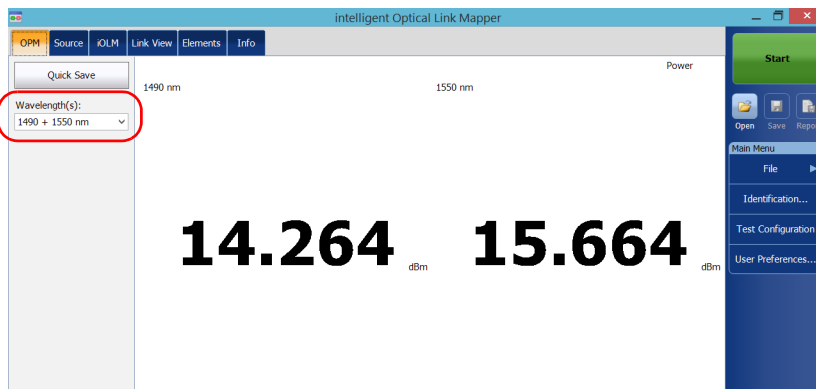 intelligent Optical Link Mapper
OPM Source iOLM Link View Elements Info
Quick Save
Wavelength(s):
1490 + 1550 nm
Power
1490 nm
1550 nm
14.264 dBm
15.664 dBm
Start
Open Save
Main Menu
File
Identification...
Test Configuration
User Preferences...